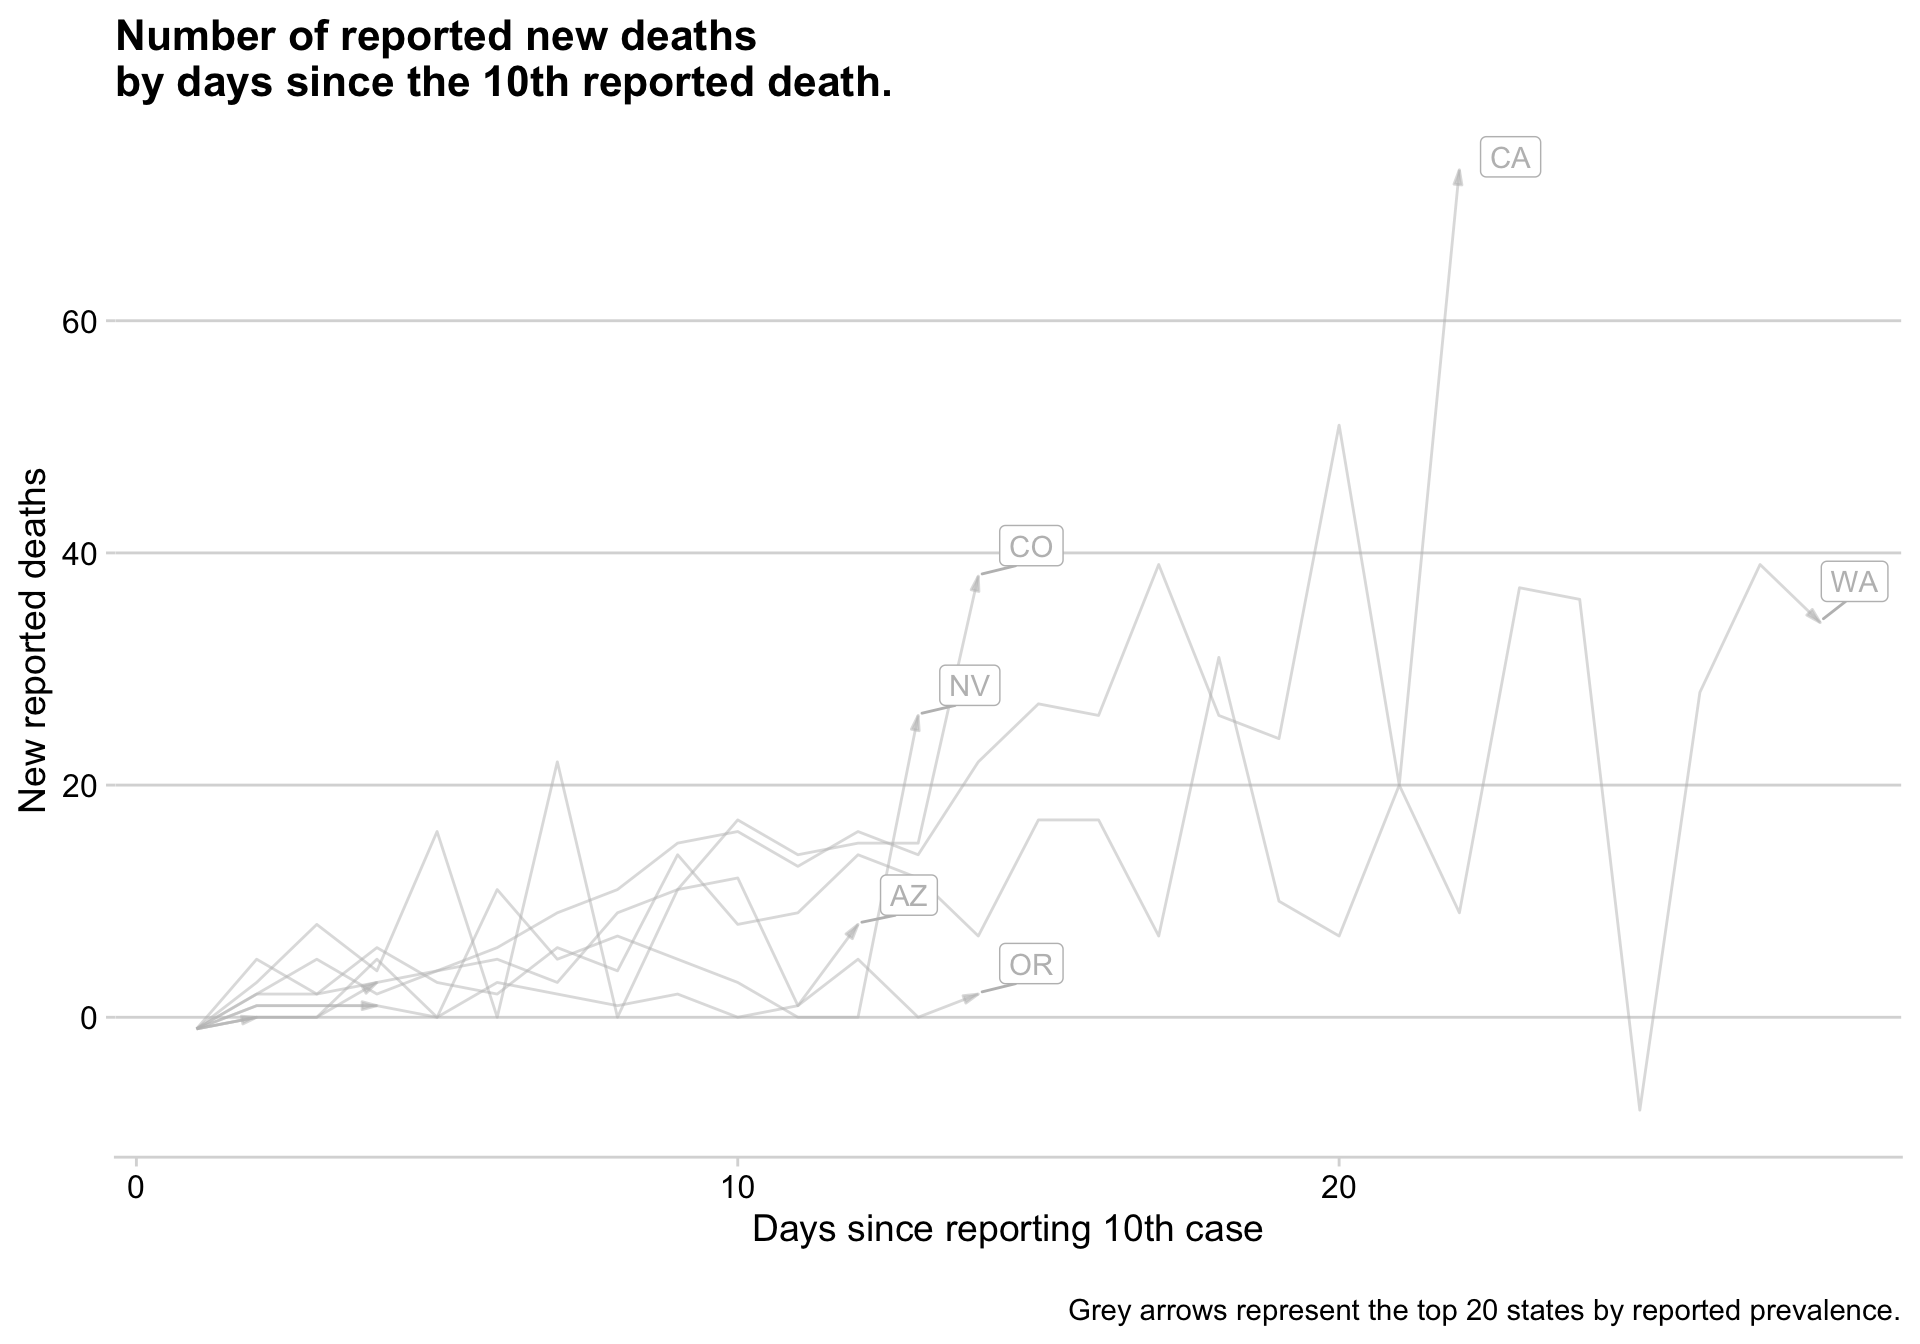 Number of reported new deaths
by days since the 10th reported death.
CA
60
CO
40
WA
NV
20
AZ
OR
0
New reported deaths
0 10 20
Days since reporting 10th case
Grey arrows represent the top 20 states by reported prevalence.